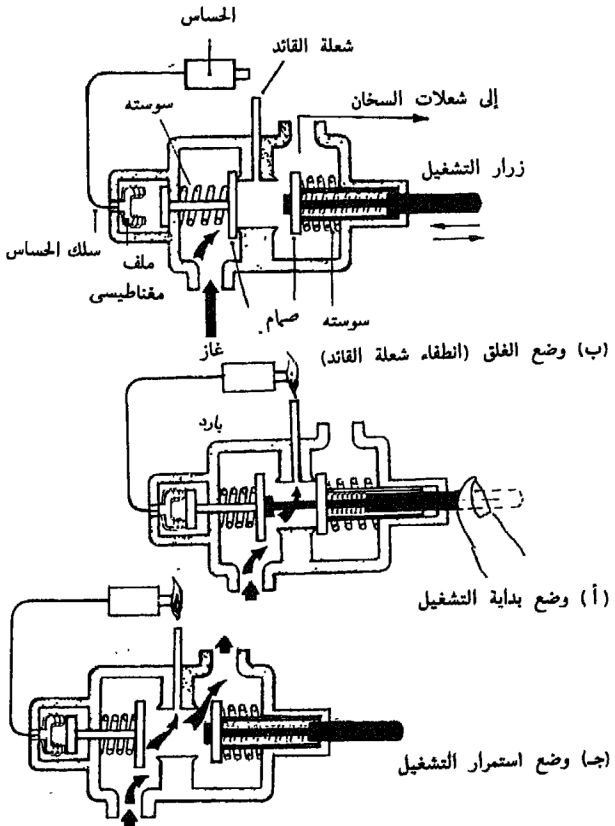 الحساس
شعلة القائد
سوسته
إلى شعلات السخان
زرار التشغيل
سلك الحساس
ملف
مغناطيسى
صمام
سوسته
غاز
(ب) وضع الغلق (انطفاء شعلة القائد)
بارد
(أ) وضع بداية التشغيل
(جـ) وضع استمرار التشغيل